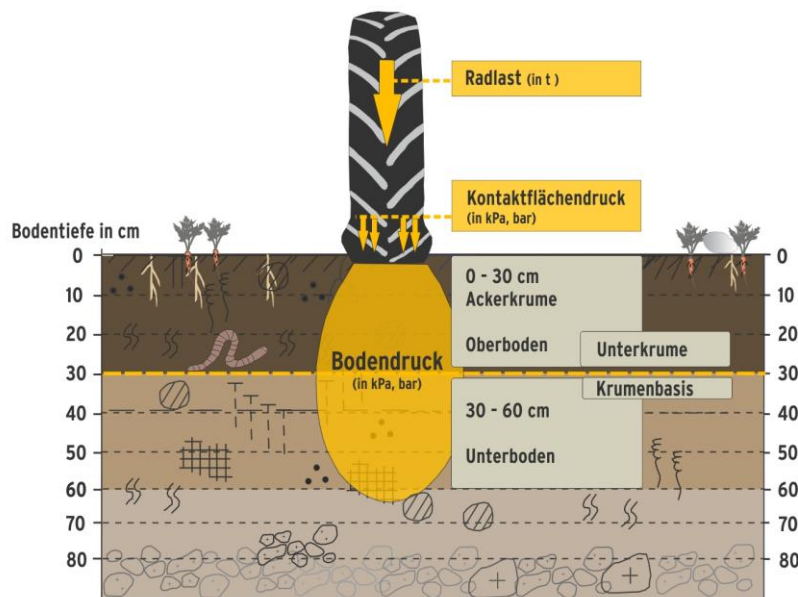 Radlast (in t )
Kontaktflächendruck
(in kPa, bar)
Bodentiefe in cm
0
10
20
30
40
50
60
70
80
0 - 30 cm
Ackerkrume
Oberboden
Unterkrume
Bodendruck
(in kPa, bar)
Krumenbasis
30 - 60 cm
Unterboden
0
10
20
30
40
50
60
70
80